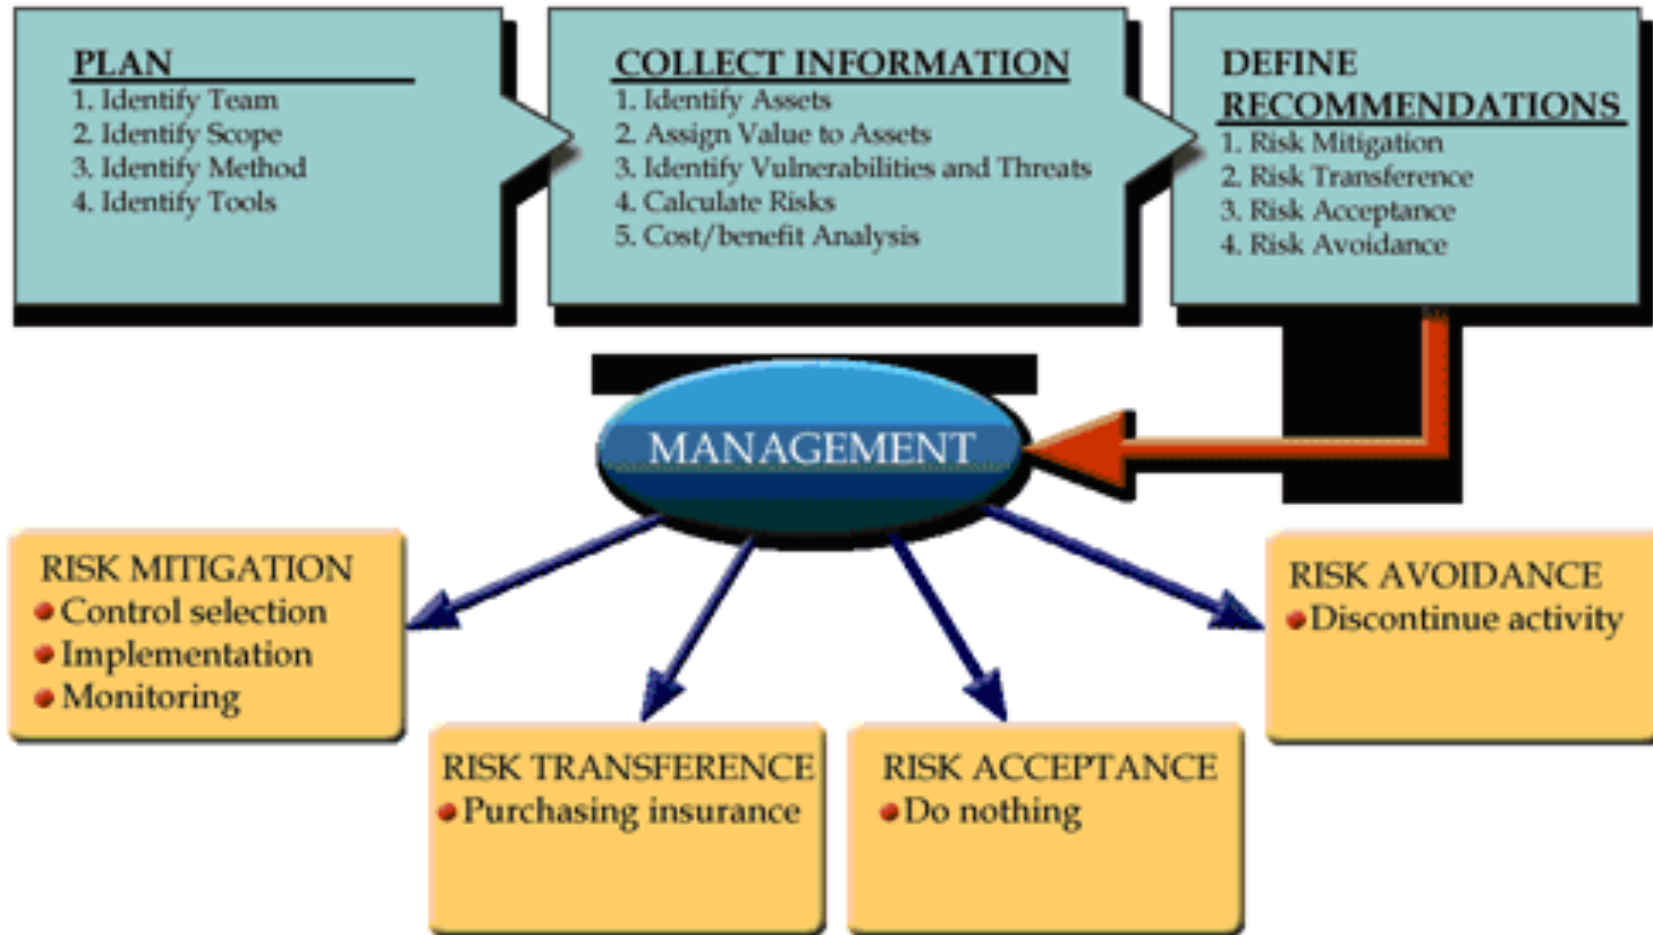 PLAN
1. Identify Team
2. Identify Scope
3. Identify Method
4. Identify Tools
COLLECT INFORMATION
1. Identify Assets
2. Assign Value to Assets
3. Identify Vulnerabilities and Threats
4. Calculate Risks
5. Cost/benefit Analysis
DEFINE
RECOMMENDATIONS
1. Risk Mitigation
2. Risk Transference
3. Risk Acceptance
4. Risk Avoidance
MANAGEMENT
RISK MITIGATION
• Control selection
• Implementation
• Monitoring
RISK TRANSFERENCE
• Purchasing insurance
RISK ACCEPTANCE
• Do nothing
RISK AVOIDANCE
• Discontinue activity